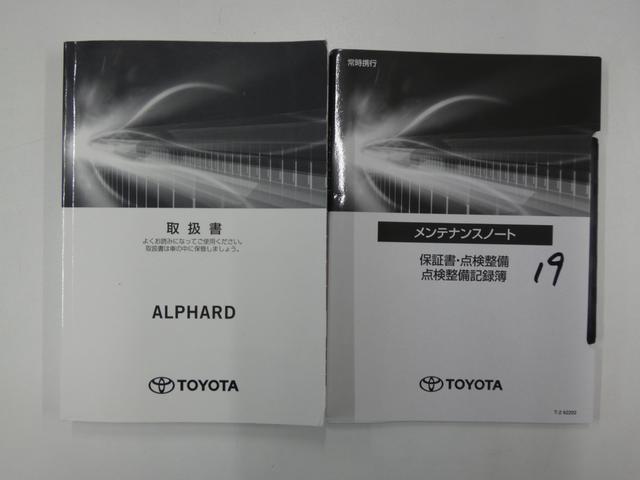 取扱書
よくお読みになってご使用ください。
取扱書は車の中に保管しましょう。
ALPHARD
TOYOTA
常時携行
メンテナンスノート
保証書・点検整備
点検整備記録簿
19
TOYOTA
T-2 62202